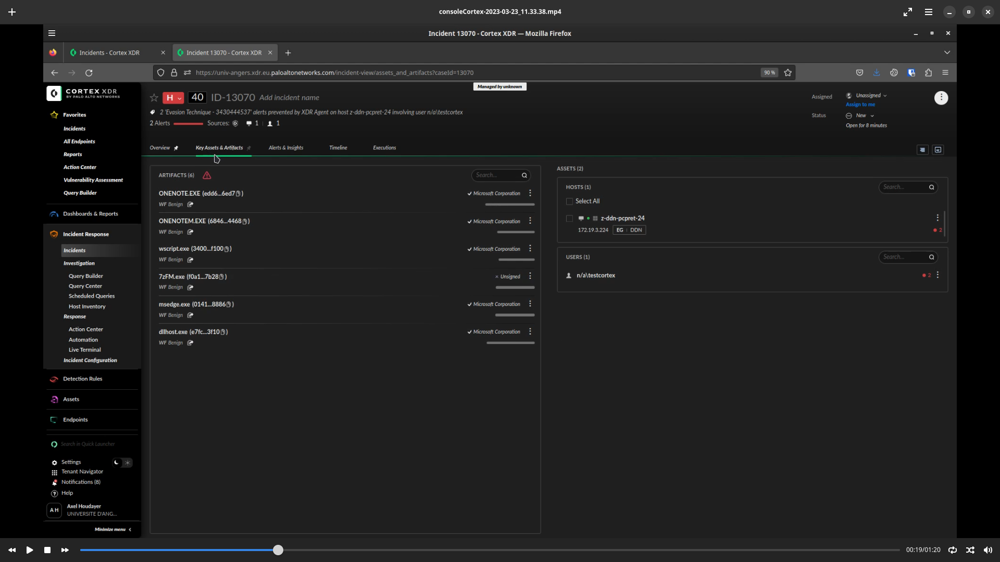 consoleCortex-2023-03-23_11.33.38.mp4
Incident 13070 - Cortex XDR — Mozilla Firefox
Incidents - Cortex XDR
Incident 13070 - Cortex XDR
https://univ-angers.xdr.eu.paloaltonetworks.com/incident-view/assets_and_artifacts?caseId=13070
90 %
Managed by unknown
CORTEX XDR
BY PALO ALTO NETWORKS
Favorites
Incidents
All Endpoints
Reports
Action Center
Vulnerability Assessment
Query Builder
Dashboards & Reports
Incident Response
Incidents
Investigation
Query Builder
Query Center
Scheduled Queries
Host Inventory
Response
Action Center
Automation
Live Terminal
Incident Configuration
Detection Rules
Assets
Endpoints
Search in Quick Launcher
Settings
Tenant Navigator
Notifications (8)
Help
A H
Axel Houdayer
UNIVERSITE D'ANG...
Minimize menu
H 40 ID-13070 Add incident name
2 'Evasion Technique - 3430444537' alerts prevented by XDR Agent on host z-ddn-pcpret-24 involving user n/a\testcortex
2 Alerts Sources: 1 1
Assigned Unassigned
Assign to me
Status New
Open for 8 minutes
Overview Key Assets & Artifacts Alerts & Insights Timeline Executions
ARTIFACTS (6) Search...
ONENOTE.EXE (edd6...6ed7) Microsoft Corporation
WF Benign
ONENOTEM.EXE (6846...4468) Microsoft Corporation
WF Benign
wscript.exe (3400...f100) Microsoft Corporation
WF Benign
7zFM.exe (f0a1...7b28) × Unsigned
WF Benign
msedge.exe (0141...8886) Microsoft Corporation
WF Benign
dllhost.exe (e7fc...3f10) Microsoft Corporation
WF Benign
ASSETS (2)
HOSTS (1) Search...
Select All
z-ddn-pcpret-24
172.19.3.224 EG DDN 2
USERS (1) Search...
n/a\testcortex 2
00:19/01:20